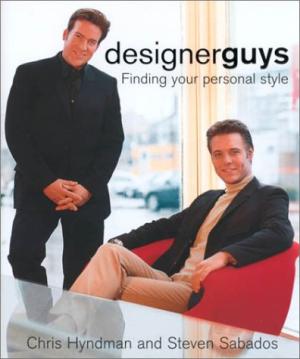 designerguys
Finding your personal style
Chris Hyndman and Steven Sabados